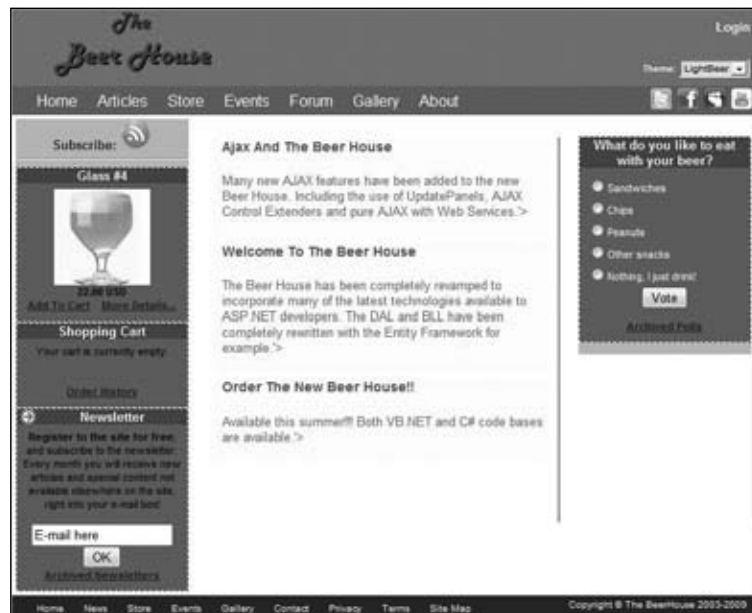 The
Beer House
Login
Theme: LightBeer
Home Articles Store Events Forum Gallery About
Subscribe:
Glass #4
22.80 USD
Add To Cart More Details...
Shopping Cart
Your cart is currently empty.
Order History
Newsletter
Register to the site for free,
and subscribe to the newsletter.
Every month you will receive new
articles and special content not
available elsewhere on the site,
right into your e-mail box!
E-mail here
OK
Archived Newsletters
Ajax And The Beer House
Many new AJAX features have been added to the new
Beer House. Including the use of UpdatePanels, AJAX
Control Extenders and pure AJAX with Web Services.'>
Welcome To The Beer House
The Beer House has been completely revamped to
incorporate many of the latest technologies available to
ASP.NET developers. The DAL and BLL have been
completely rewritten with the Entity Framework for
example.'>
Order The New Beer House!!
Available this summer!!! Both VB.NET and C# code bases
are available.'>
What do you like to eat
with your beer?
Sandwiches
Chips
Peanuts
Other snacks
Nothing, I just drink!
Vote
Archived Polls
Home News Store Events Gallery Contact Privacy Terms Site Map
Copyright © The BeerHouse 2003-2009